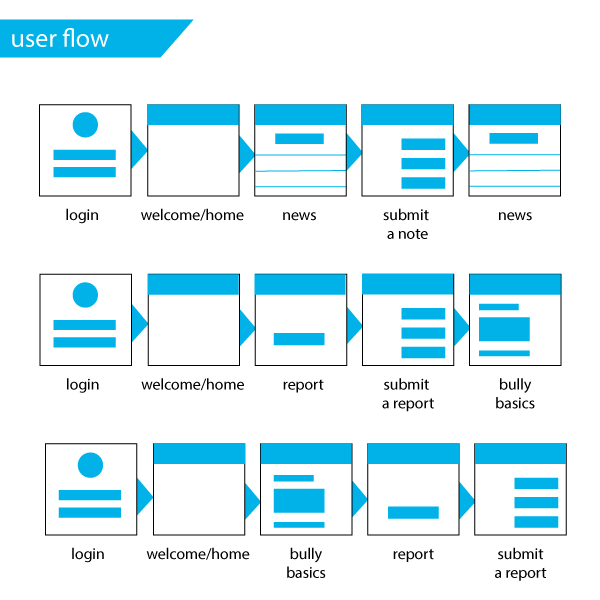 user flow
login
welcome/home
news
submit
a note
news
login
welcome/home
report
submit
a report
bully
basics
login
welcome/home
bully
basics
report
submit
a report